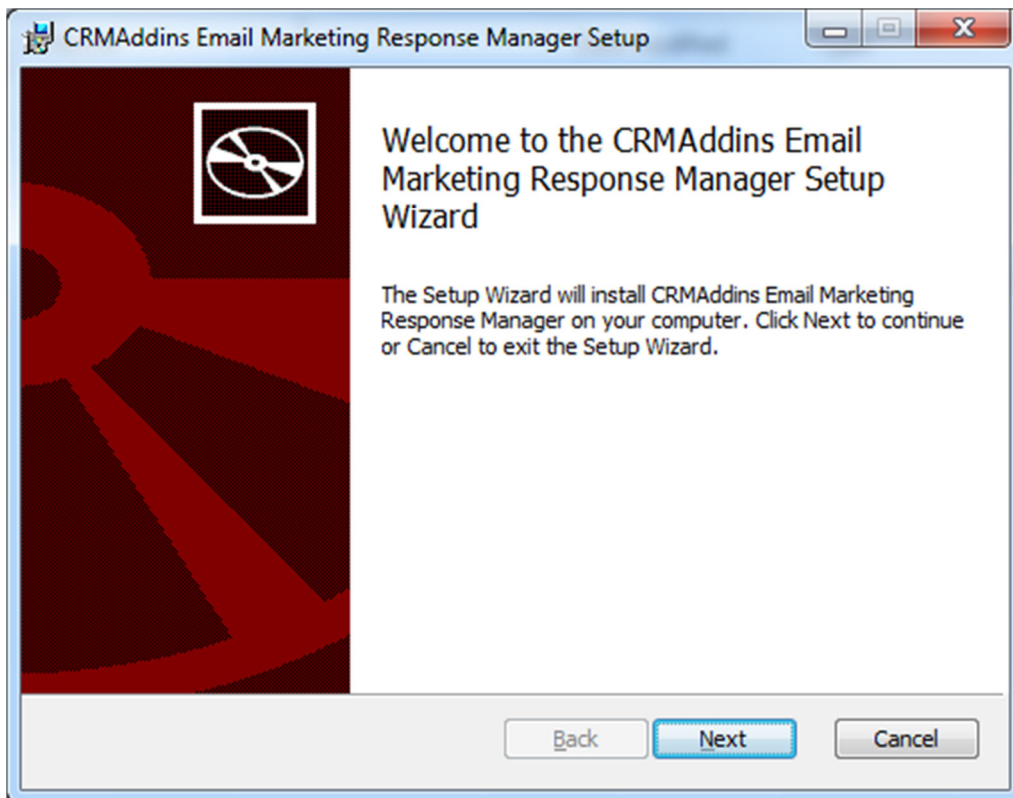 CRMAddins Email Marketing Response Manager Setup
Welcome to the CRMAddins Email
Marketing Response Manager Setup
Wizard
The Setup Wizard will install CRMAddins Email Marketing
Response Manager on your computer. Click Next to continue
or Cancel to exit the Setup Wizard.
Back Next Cancel